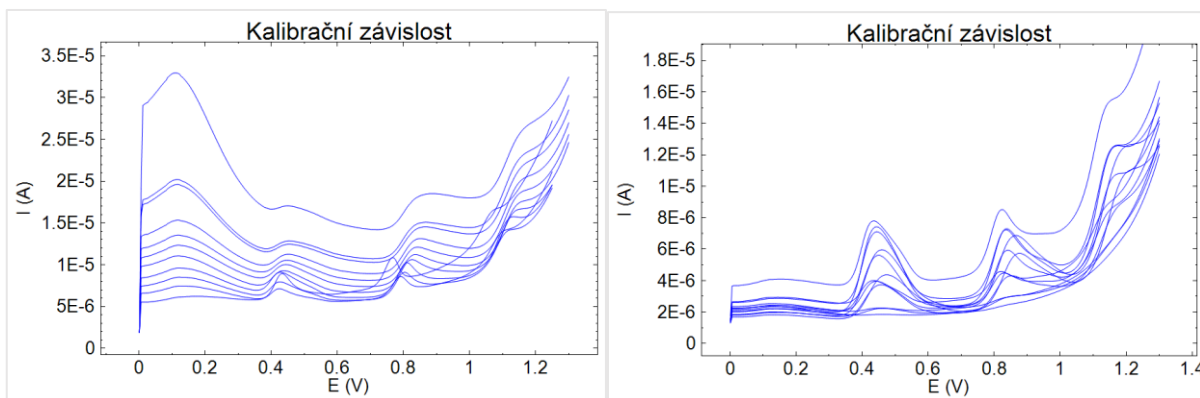 Kalibrační závislost
3.5E-5
3E-5
2.5E-5
2E-5
1.5E-5
1E-5
5E-6
0
I (A)
0 0.2 0.4 0.6 0.8 1 1.2
E (V)
Kalibrační závislost
1.8E-5
1.6E-5
1.4E-5
1.2E-5
1E-5
8E-6
6E-6
4E-6
2E-6
0
I (A)
0 0.2 0.4 0.6 0.8 1 1.2 1.4
E (V)